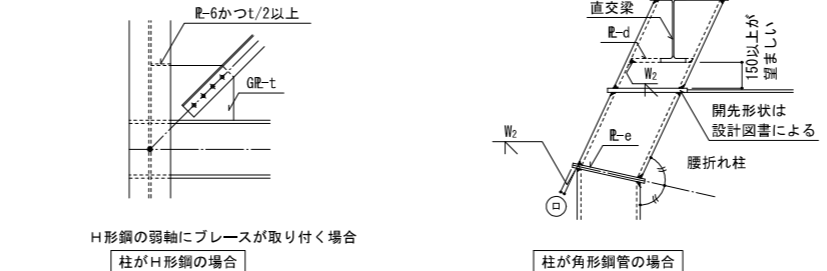 PL-6かつt/2以上
GPL-t
H形鋼の弱軸にブレースが取り付く場合
柱がH形鋼の場合
直交梁
PL-d
W2
150以上が
望ましい
開先形状は
設計図書による
W2
PL-e
腰折れ柱
ロ
柱が角形鋼管の場合